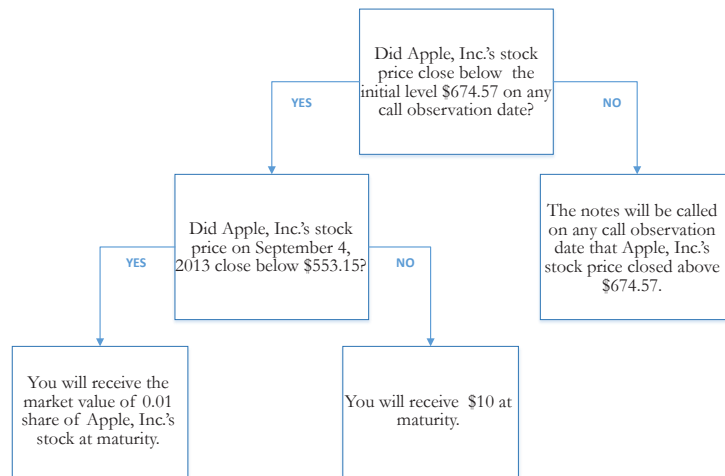 Did Apple, Inc.'s stock
price close below the
initial level $674.57 on any
call observation date?
YES
NO
Did Apple, Inc.'s stock
price on September 4,
2013 close below $553.15?
The notes will be called
on any call observation
date that Apple, Inc.'s
stock price closed above
$674.57.
YES
NO
You will receive the
market value of 0.01
share of Apple, Inc.'s
stock at maturity.
You will receive $10 at
maturity.